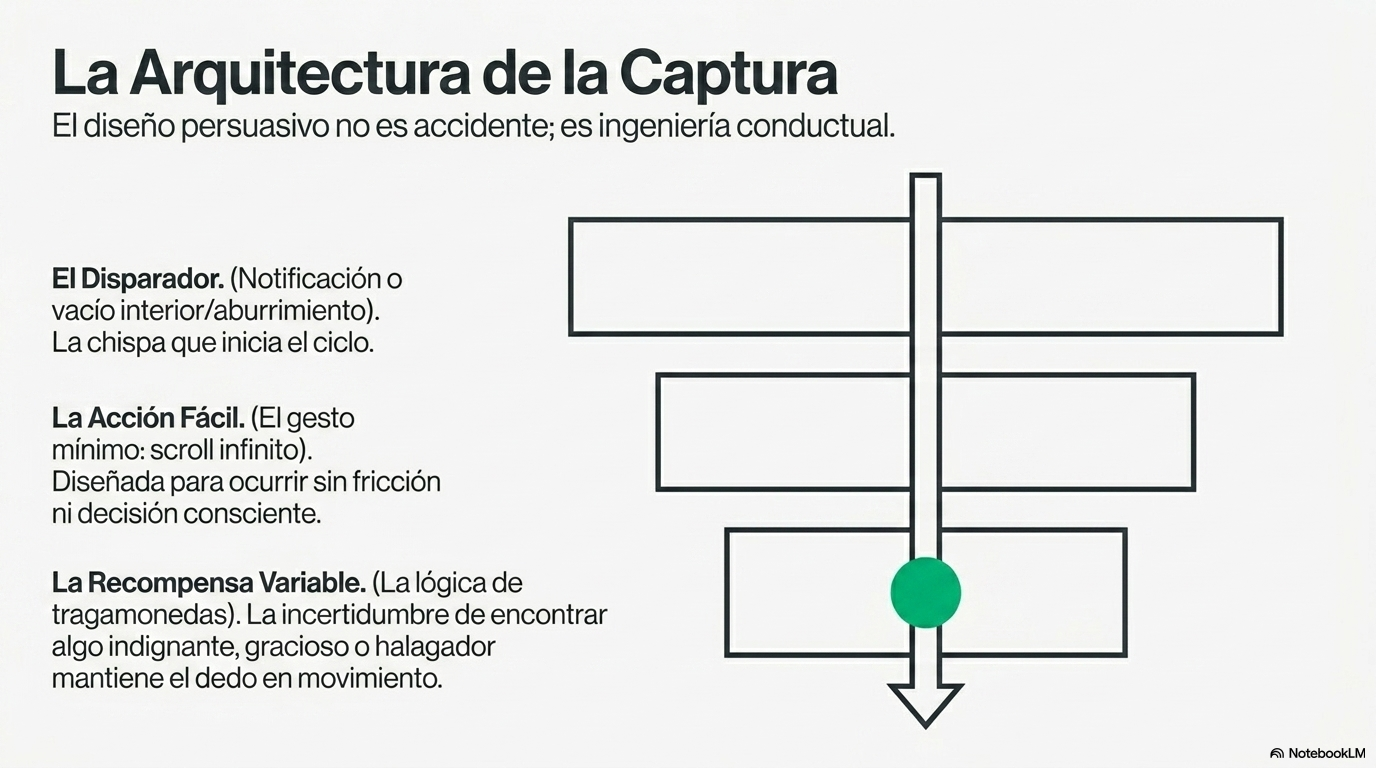 La Arquitectura de la Captura
El diseño persuasivo no es accidente; es ingeniería conductual.
El Disparador. (Notificación o
vacío interior/aburrimiento).
La chispa que inicia el ciclo.
La Acción Fácil. (El gesto
mínimo: scroll infinito).
Diseñada para ocurrir sin fricción
ni decisión consciente.
La Recompensa Variable. (La lógica de
tragamonedas). La incertidumbre de encontrar
algo indignante, gracioso o halagador
mantiene el dedo en movimiento.
NotebookLM